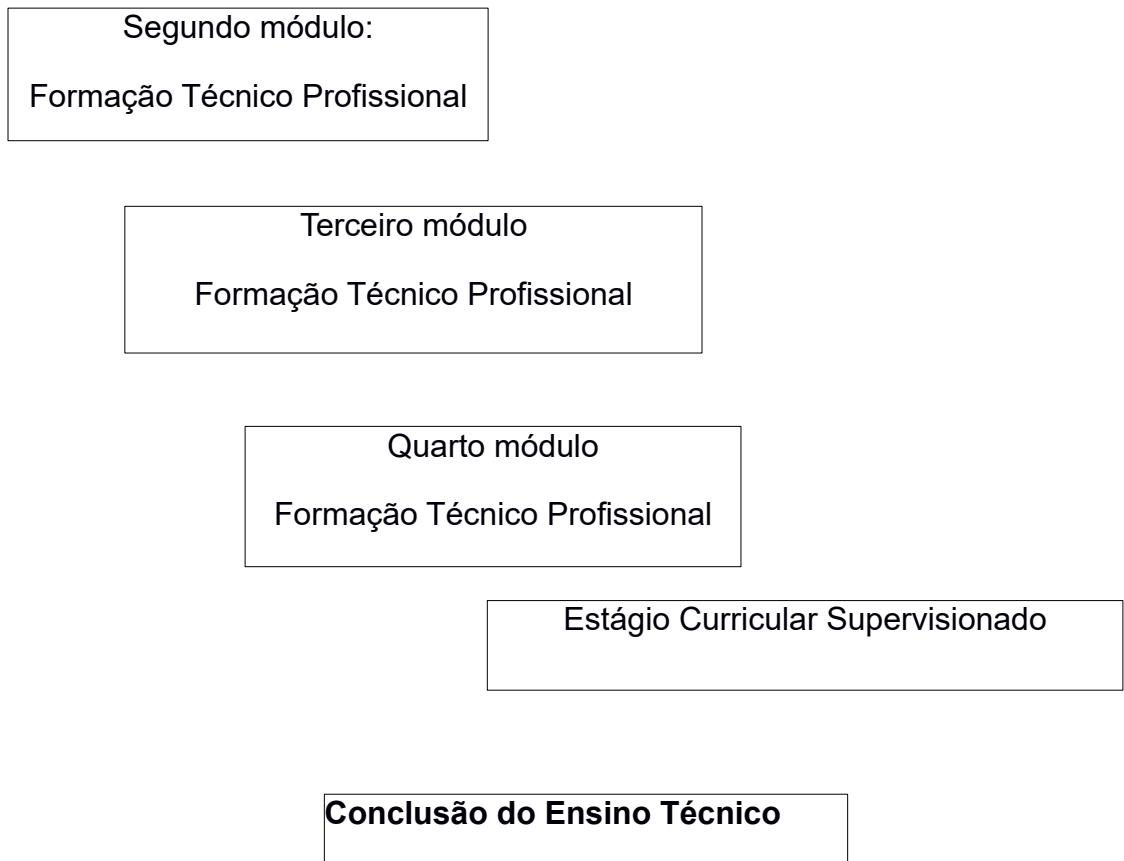 Segundo módulo:
Formação Técnico Profissional
Terceiro módulo
Formação Técnico Profissional
Quarto módulo
Formação Técnico Profissional
Estágio Curricular Supervisionado
Conclusão do Ensino Técnico